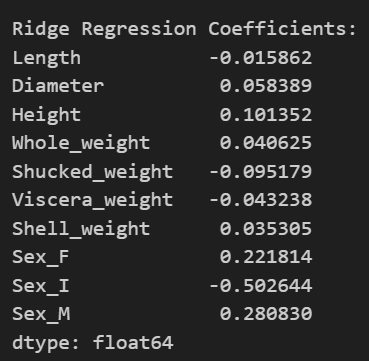 Ridge Regression Coefficients:
Length -0.015862
Diameter 0.058389
Height 0.101352
Whole_weight 0.040625
Shucked_weight -0.095179
Viscera_weight -0.043238
Shell_weight 0.035305
Sex_F 0.221814
Sex_I -0.502644
Sex_M 0.280830
dtype: float64